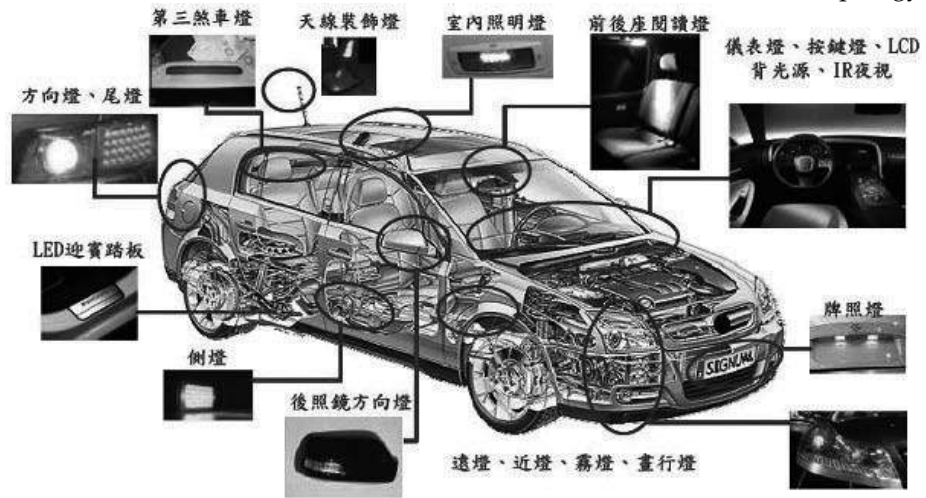 第三煞車燈
天線裝飾燈
室內照明燈
前後座閱讀燈
儀表燈、按鍵燈、LCD
背光源、IR夜視
方向燈、尾燈
LED迎賓踏板
牌照燈
側燈
後照鏡方向燈
SIGNUM
遠燈、近燈、霧燈、晝行燈